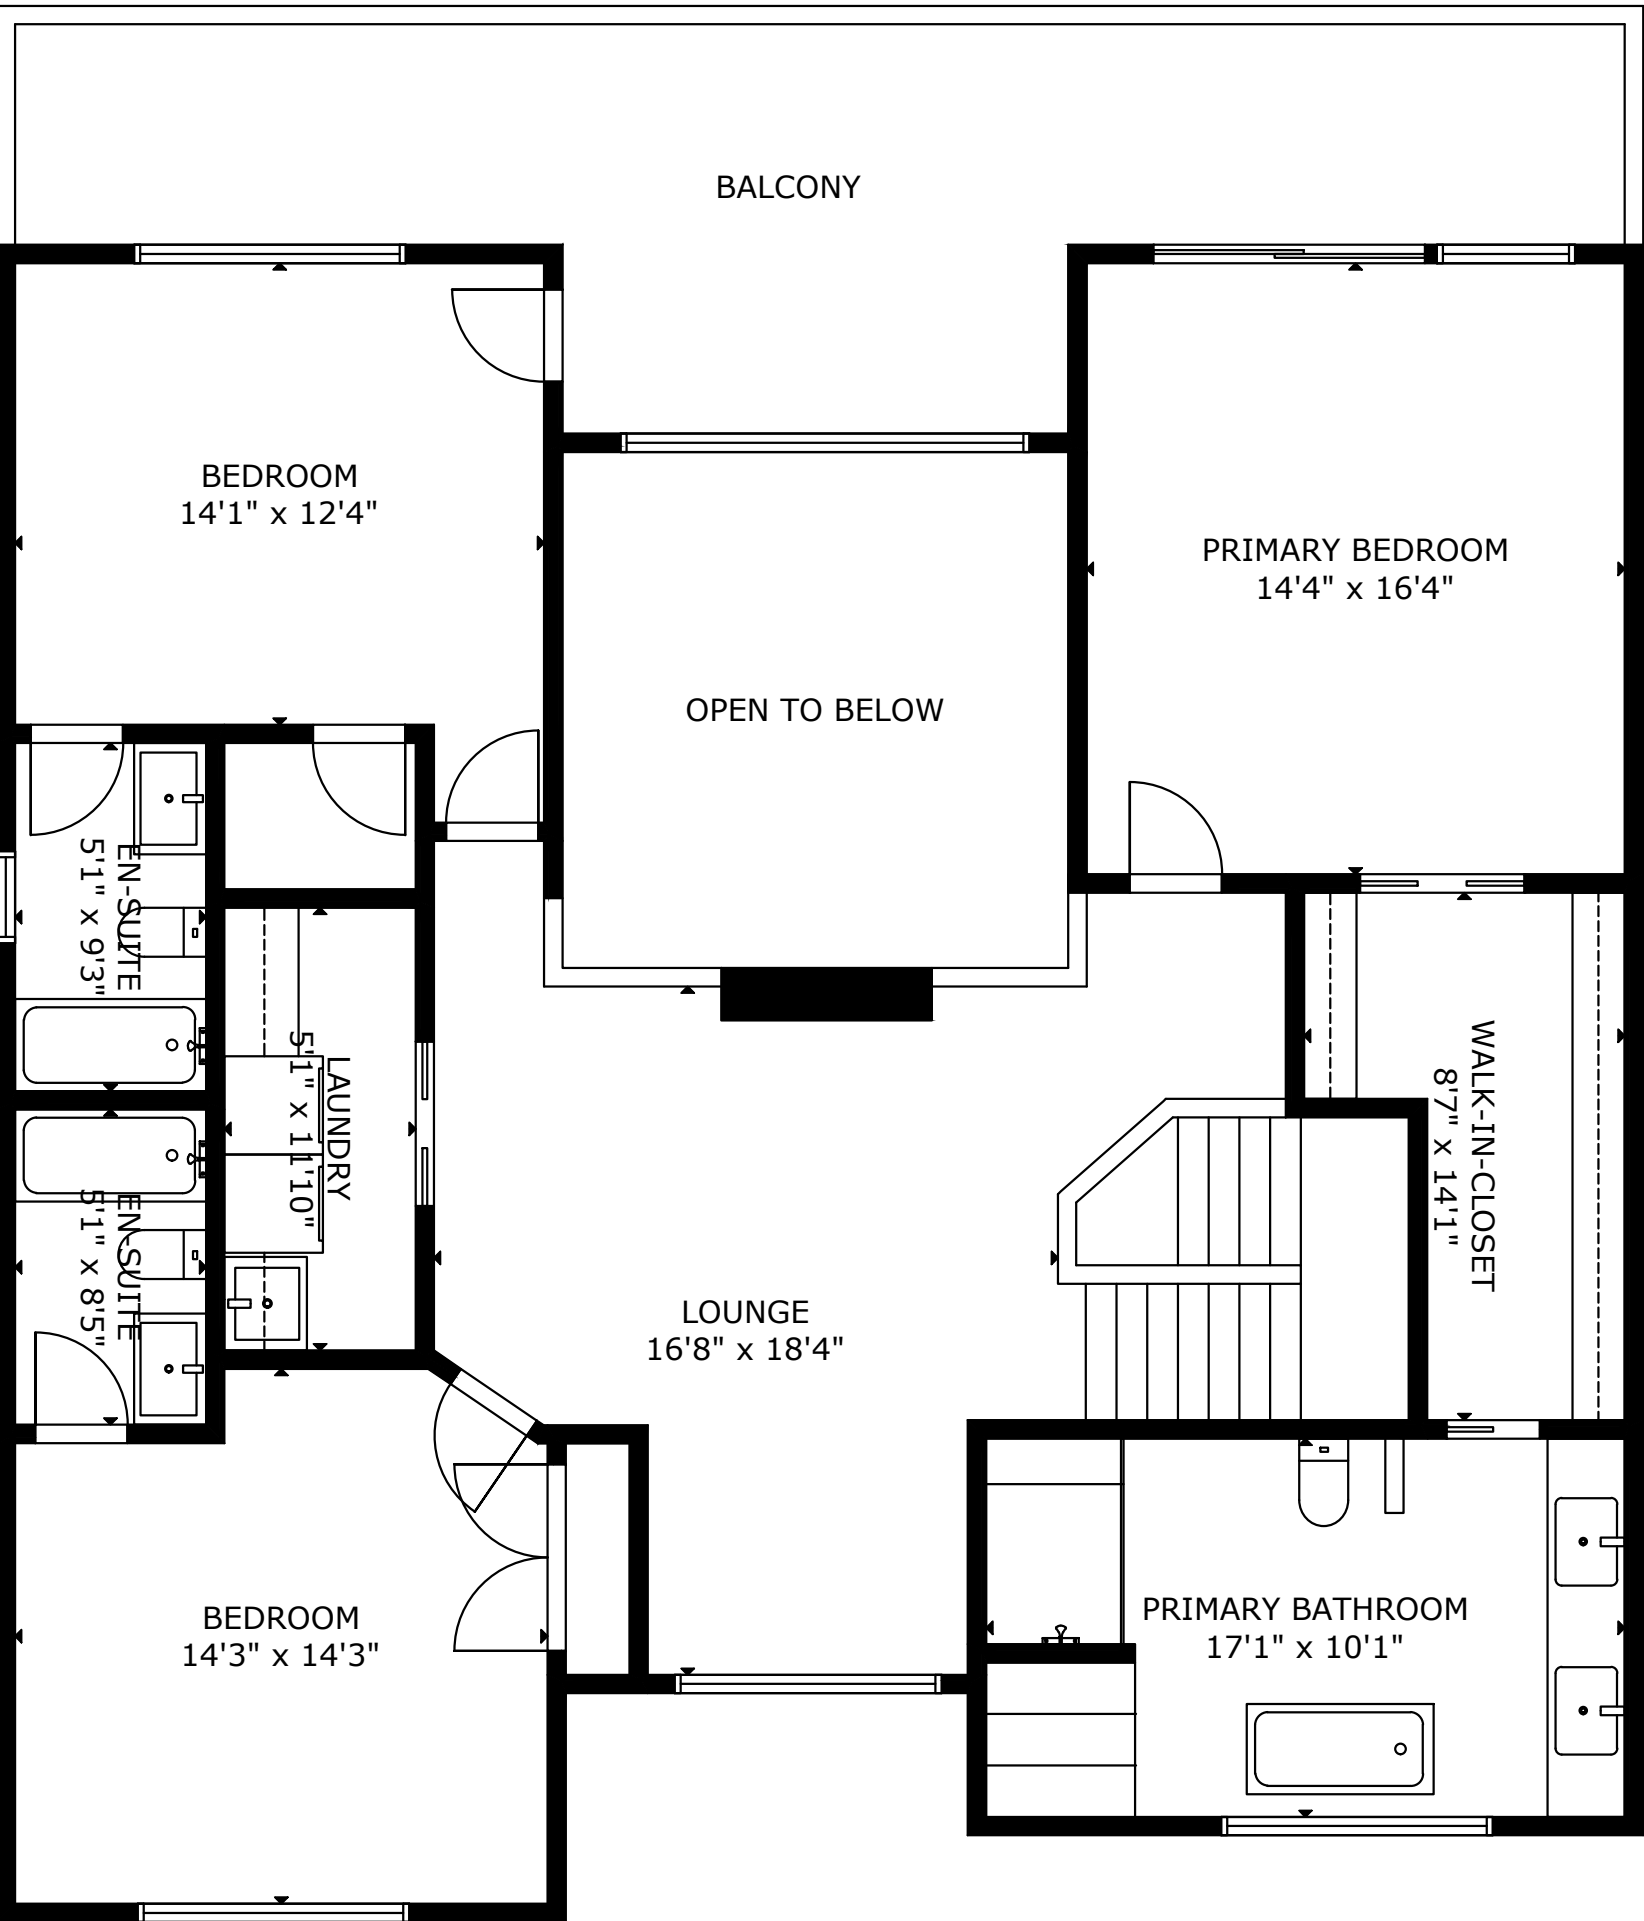 BALCONY
BEDROOM
14'1" x 12'4"
PRIMARY BEDROOM
14'4" x 16'4"
OPEN TO BELOW
EN-SUITE
5'1" x 9'3"
LAUNDRY
5'1" x 11'10"
WALK-IN-CLOSET
8'7" x 14'1"
EN-SUITE
5'1" x 8'5"
LOUNGE
16'8" x 18'4"
BEDROOM
14'3" x 14'3"
PRIMARY BATHROOM
17'1" x 10'1"